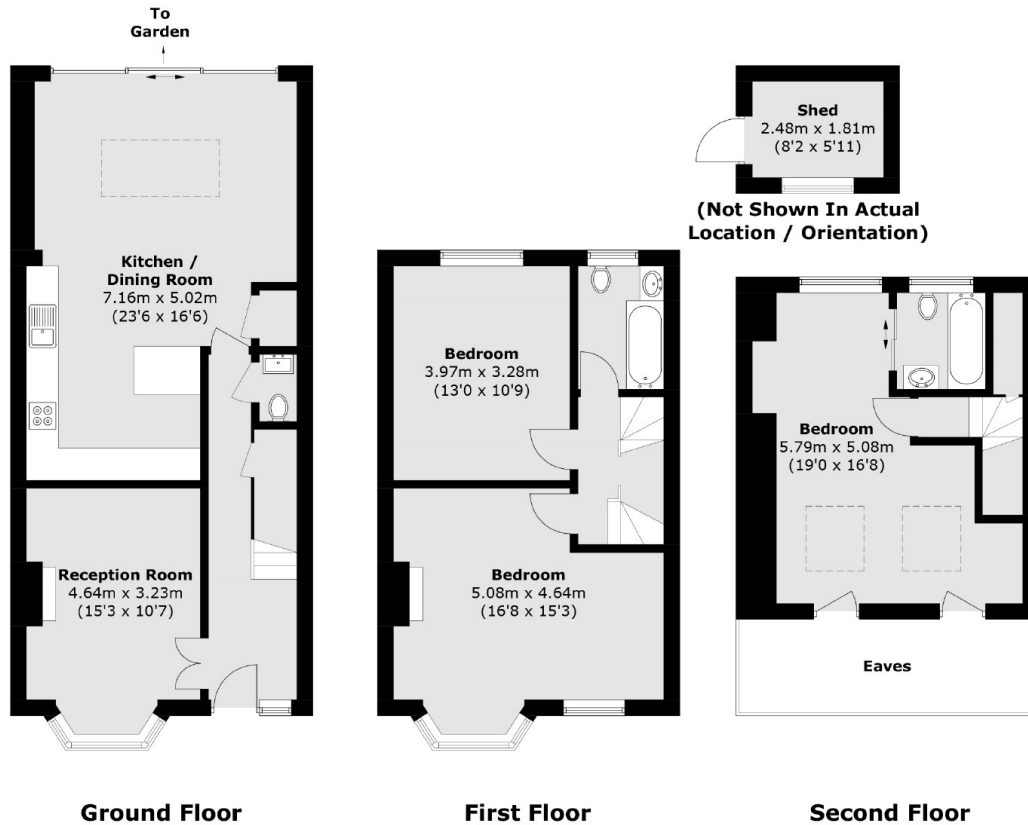 To
Garden
Kitchen /
Dining Room
7.16m x 5.02m
(23'6 x 16'6)
Reception Room
4.64m x 3.23m
(15'3 x 10'7)
Ground Floor
Bedroom
3.97m x 3.28m
(13'0 x 10'9)
Bedroom
5.08m x 4.64m
(16'8 x 15'3)
First Floor
Shed
2.48m x 1.81m
(8'2 x 5'11)
(Not Shown In Actual
Location / Orientation)
Bedroom
5.79m x 5.08m
(19'0 x 16'8)
Eaves
Second Floor